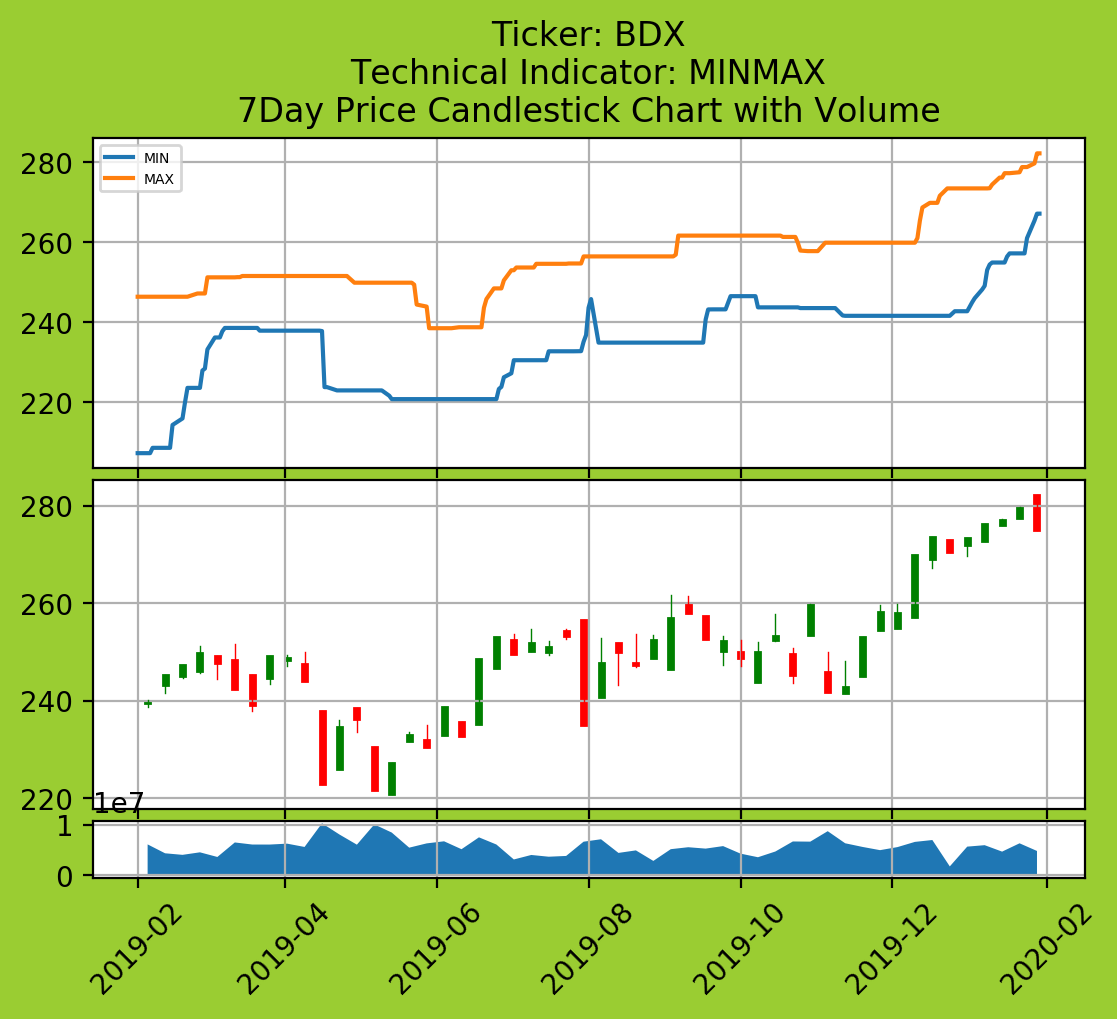 Ticker: BDX
Technical Indicator: MINMAX
7Day Price Candlestick Chart with Volume
MIN
MAX
280
260
240
220
280
260
240
220
1e7
1
0
2019-02
2019-04
2019-06
2019-08
2019-10
2019-12
2020-02